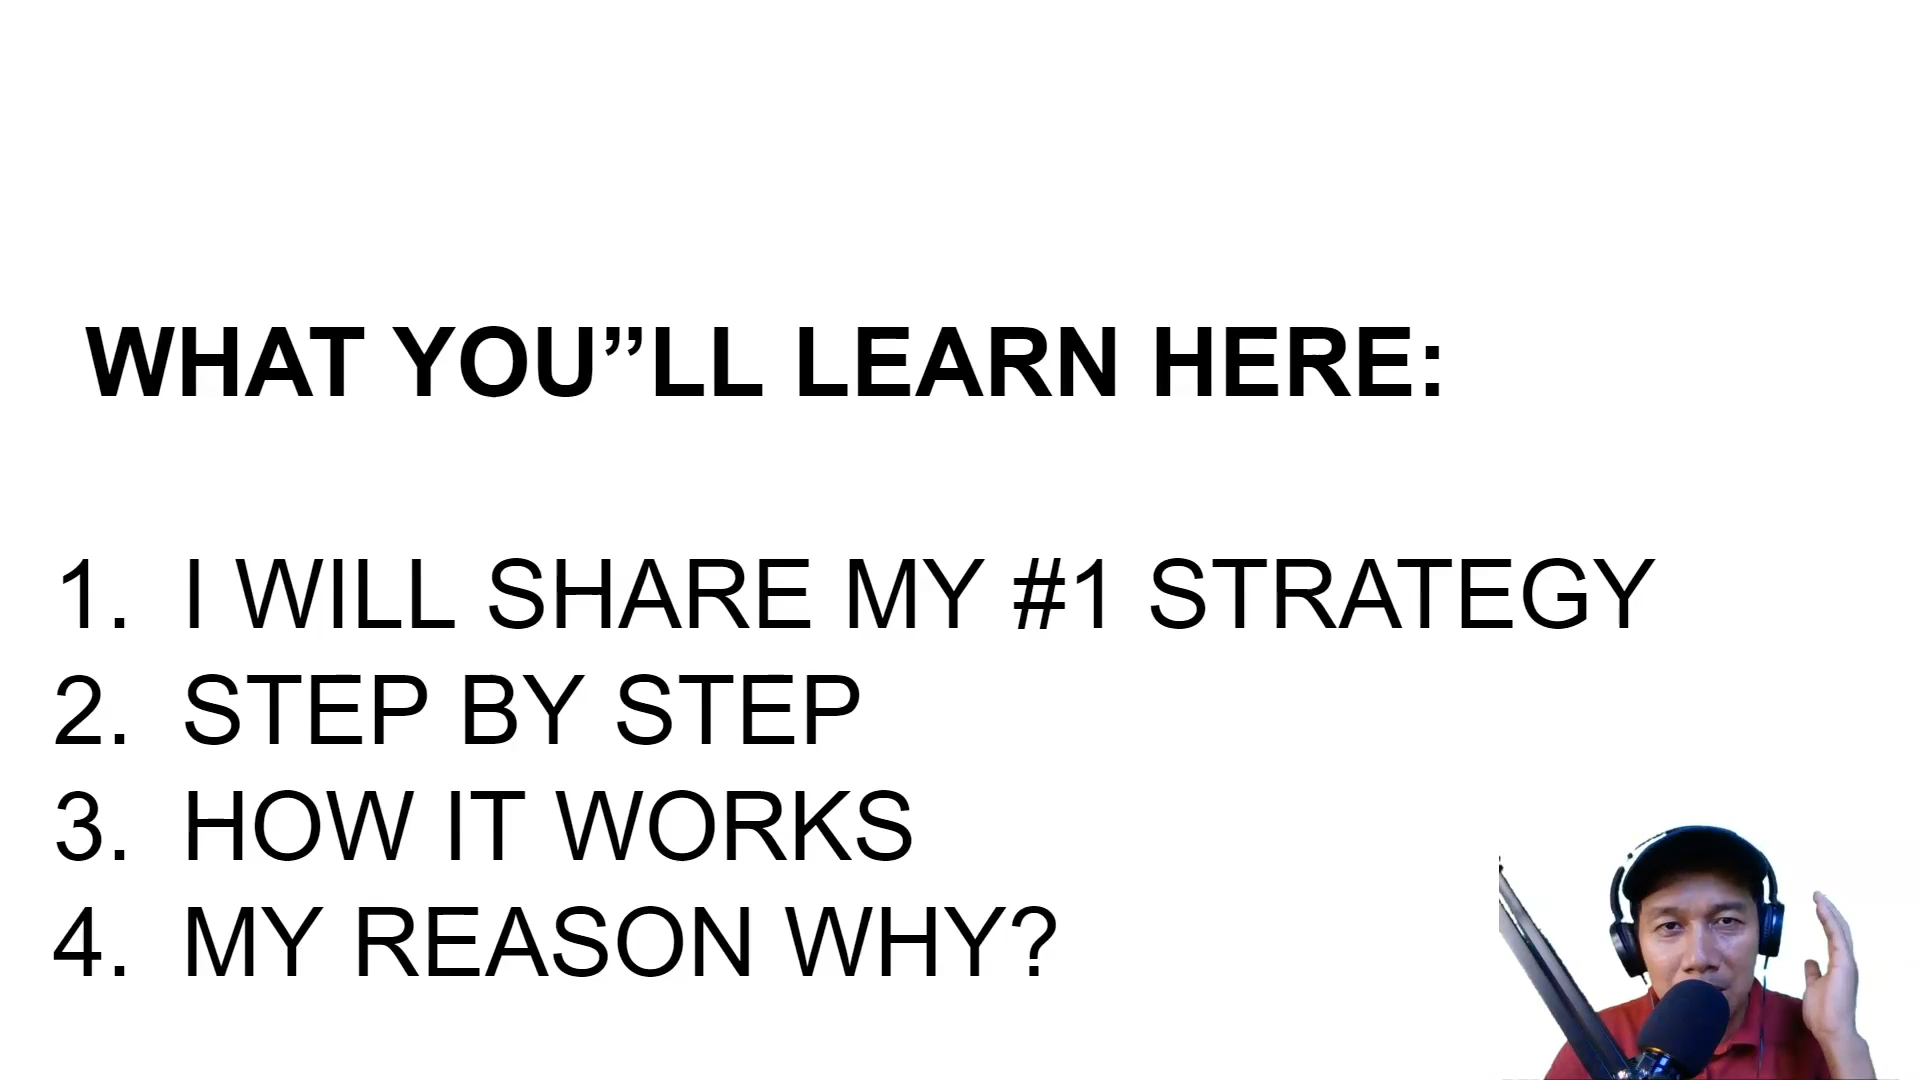 WHAT YOU”LL LEARN HERE:
1. I WILL SHARE MY #1 STRATEGY
2. STEP BY STEP
3. HOW IT WORKS
4. MY REASON WHY?